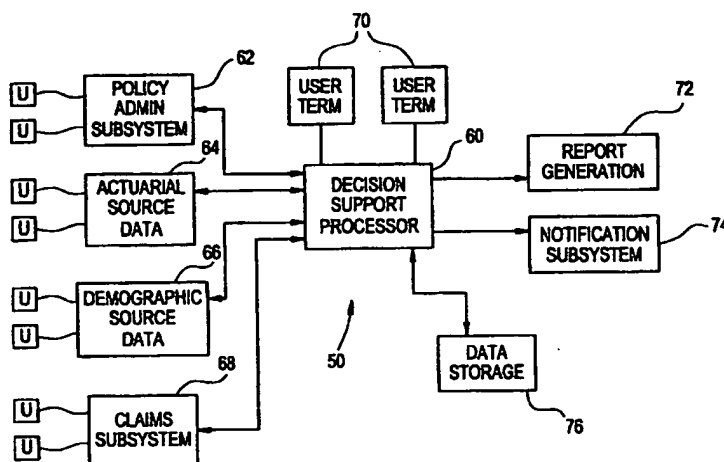 70
62
U
POLICY
ADMIN
SUBSYSTEM
U
USER
TERM
USER
TERM
72
60
64
REPORT
GENERATION
U
ACTUARIAL
SOURCE
DATA
U
DECISION
SUPPORT
PROCESSOR
NOTIFICATION
SUBSYSTEM
74
66
U
DEMOGRAPHIC
SOURCE
DATA
U
50
DATA
STORAGE
68
76
U
CLAIMS
SUBSYSTEM
U